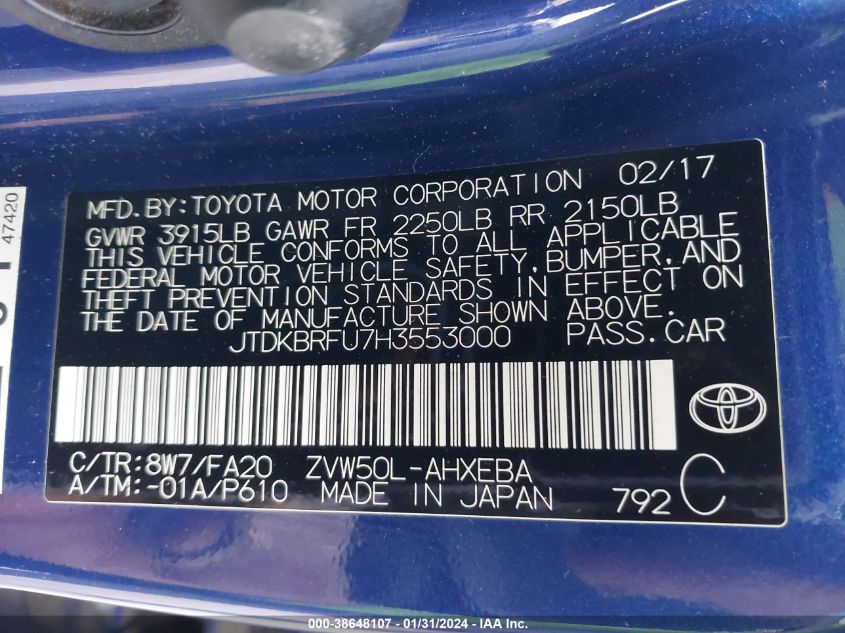 MFD.BY:TOYOTA MOTOR CORPORATION 02/17
GVWR 3915LB GAWR FR 2250LB RR 2150LB
THIS VEHICLE CONFORMS TO ALL APPLICABLE
FEDERAL MOTOR VEHICLE SAFETY,BUMPER,AND
THEFT PREVENTION STANDARDS IN EFFECT ON
THE DATE OF MANUFACTURE SHOWN ABOVE.
JTDKBRFU7H3553000 PASS.CAR
C/TR:8W7/FA20 ZVW50L-AHXEBA
A/TM:-01A/P610 MADE IN JAPAN 792 C
47420
000-38648107 - 01/31/2024 - IAA Inc.